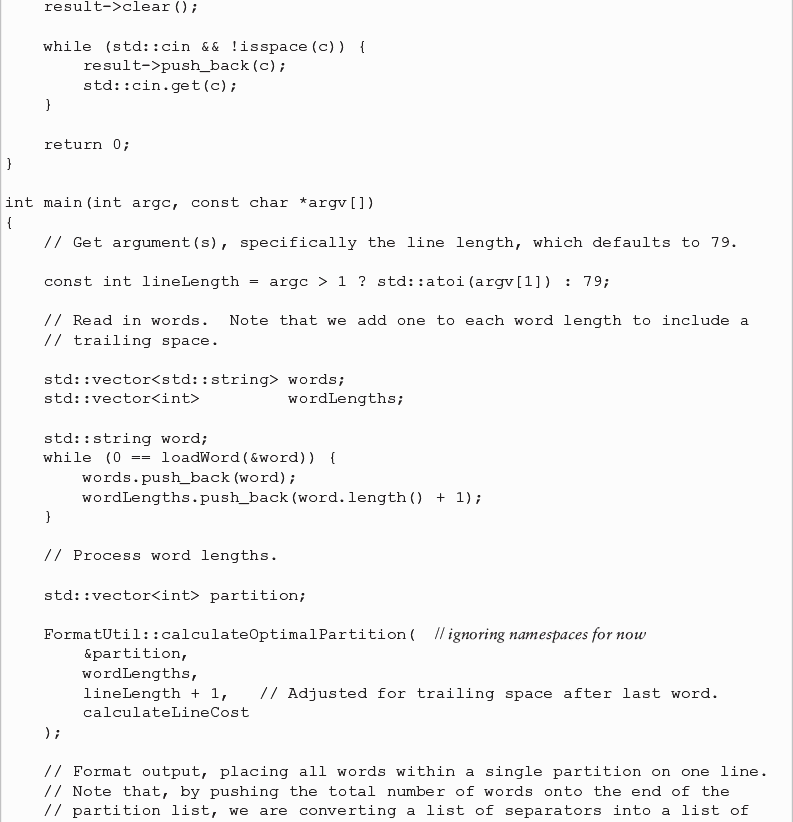 result->clear();

    while (std::cin && !isspace(c)) {
        result->push_back(c);
        std::cin.get(c);
    }

    return 0;
}

int main(int argc, const char *argv[])
{
    // Get argument(s), specifically the line length, which defaults to 79.

    const int lineLength = argc > 1 ? std::atoi(argv[1]) : 79;

    // Read in words.  Note that we add one to each word length to include a
    // trailing space.

    std::vector<std::string> words;
    std::vector<int>         wordLengths;

    std::string word;
    while (0 == loadWord(&word)) {
        words.push_back(word);
        wordLengths.push_back(word.length() + 1);
    }

    // Process word lengths.

    std::vector<int> partition;

    FormatUtil::calculateOptimalPartition(  // ignoring namespaces for now
        &partition,
        wordLengths,
        lineLength + 1,   // Adjusted for trailing space after last word.
        calculateLineCost
    );

    // Format output, placing all words within a single partition on one line.
    // Note that, by pushing the total number of words onto the end of the
    // partition list, we are converting a list of separators into a list of